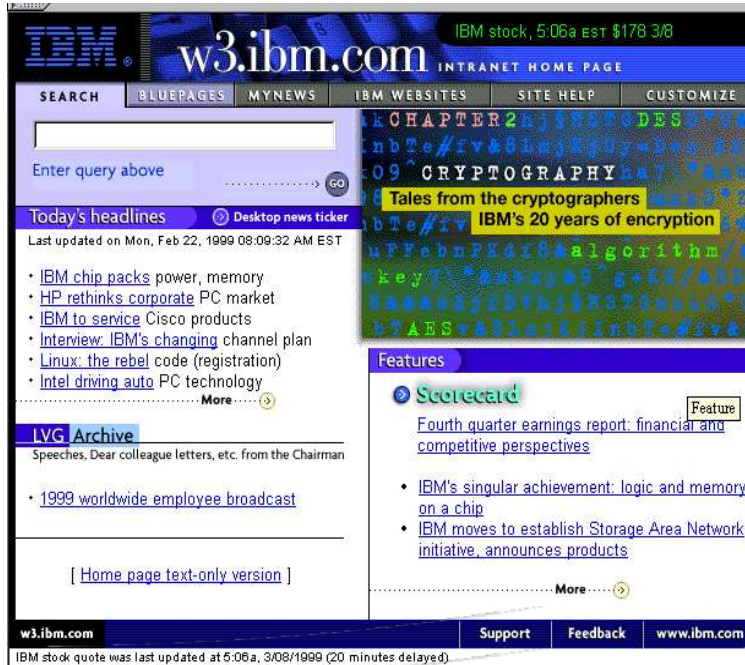 IBM®
w3.ibm.com INTRANET HOME PAGE
IBM stock, 5:06a EST $178 3/8
SEARCH BLUEPAGES MYNEWS IBM WEBSITES SITE HELP CUSTOMIZE
Enter query above
GO
CHAPTER2 DES
CRYPTOGRAPHY
Tales from the cryptographers
IBM's 20 years of encryption
algorithm
key
AES
Today's headlines Desktop news ticker
Last updated on Mon, Feb 22, 1999 08:09:32 AM EST
• IBM chip packs power, memory
• HP rethinks corporate PC market
• IBM to service Cisco products
• Interview: IBM's changing channel plan
• Linux: the rebel code (registration)
• Intel driving auto PC technology
More
LVG Archive
Speeches, Dear colleague letters, etc. from the Chairman
• 1999 worldwide employee broadcast
[ Home page text-only version ]
Features
Scorecard
Feature
Fourth quarter earnings report: financial and
competitive perspectives
• IBM's singular achievement: logic and memory
on a chip
• IBM moves to establish Storage Area Network
initiative, announces products
More
w3.ibm.com Support Feedback www.ibm.com
IBM stock quote was last updated at 5:06a, 3/08/1999 (20 minutes delayed)